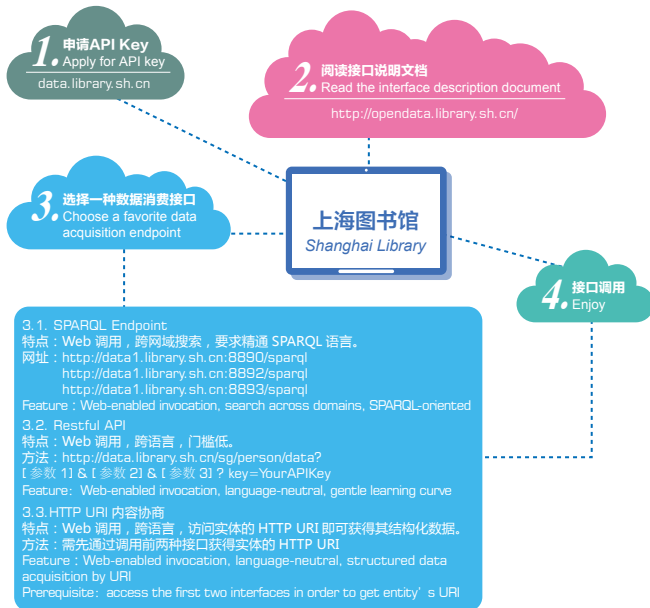 1.
申请API Key
Apply for API key
data.library.sh.cn
2.
阅读接口说明文档
Read the interface description document
http://opendata.library.sh.cn/
3.
选择一种数据消费接口
Choose a favorite data
acquisition endpoint
上海图书馆
Shanghai Library
4.
接口调用
Enjoy
3.1. SPARQL Endpoint
特点：Web 调用，跨网域搜索，要求精通 SPARQL 语言。
网址：http://data1.library.sh.cn:8890/sparql
http://data1.library.sh.cn:8892/sparql
http://data1.library.sh.cn:8893/sparql
Feature：Web-enabled invocation, search across domains, SPARQL-oriented
3.2. Restful API
特点：Web 调用，跨语言，门槛低。
方法：http://data.library.sh.cn/sg/person/data?
[ 参数 1] & [ 参数 2] & [ 参数 3] ? key=YourAPIKey
Feature：Web-enabled invocation, language-neutral, gentle learning curve
3.3.HTTP URI 内容协商
特点：Web 调用，跨语言，访问实体的 HTTP URI 即可获得其结构化数据。
方法：需先通过调用前两种接口获得实体的 HTTP URI
Feature：Web-enabled invocation, language-neutral, structured data
acquisition by URI
Prerequisite：access the first two interfaces in order to get entity’s URI